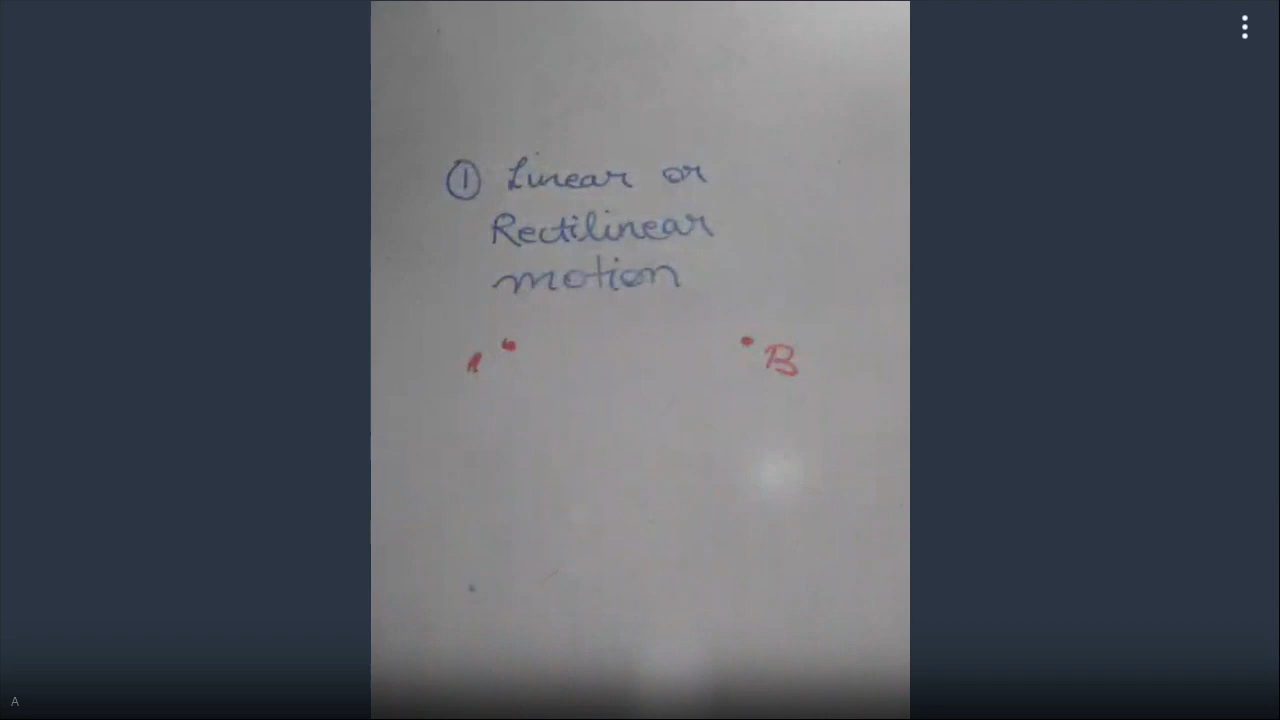 ① Linear or
Rectilinear
motion
B
A